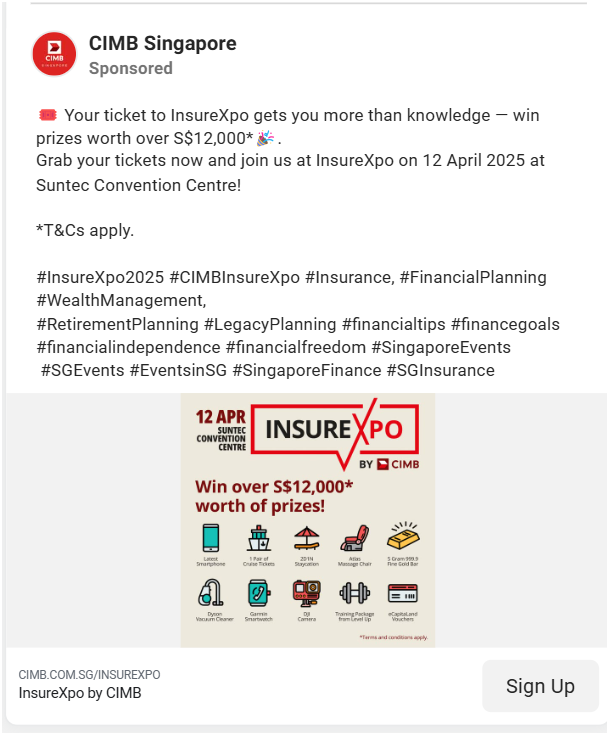 CIMB
SINGAPORE
CIMB Singapore
Sponsored
🎟️ Your ticket to InsureXpo gets you more than knowledge — win
prizes worth over S$12,000*🎉.
Grab your tickets now and join us at InsureXpo on 12 April 2025 at
Suntec Convention Centre!
*T&Cs apply.
#InsureXpo2025 #CIMBInsureXpo #Insurance, #FinancialPlanning
#WealthManagement,
#RetirementPlanning #LegacyPlanning #financialtips #financegoals
#financialindependence #financialfreedom #SingaporeEvents
#SGEvents #EventsinSG #SingaporeFinance #SGInsurance
12 APR
SUNTEC
CONVENTION
CENTRE
INSUREXPO
BY CIMB
Win over S$12,000*
worth of prizes!
Latest
Smartphone
1 Pair of
Cruise Tickets
2D1N
Staycation
Atlas
Massage Chair
5 Gram 999.9
Fine Gold Bar
Dyson
Vacuum Cleaner
Garmin
Smartwatch
DJI
Camera
Training Package
from Level Up
eCapitaLand
Vouchers
*Terms and conditions apply.
CIMB.COM.SG/INSUREXPO
InsureXpo by CIMB
Sign Up